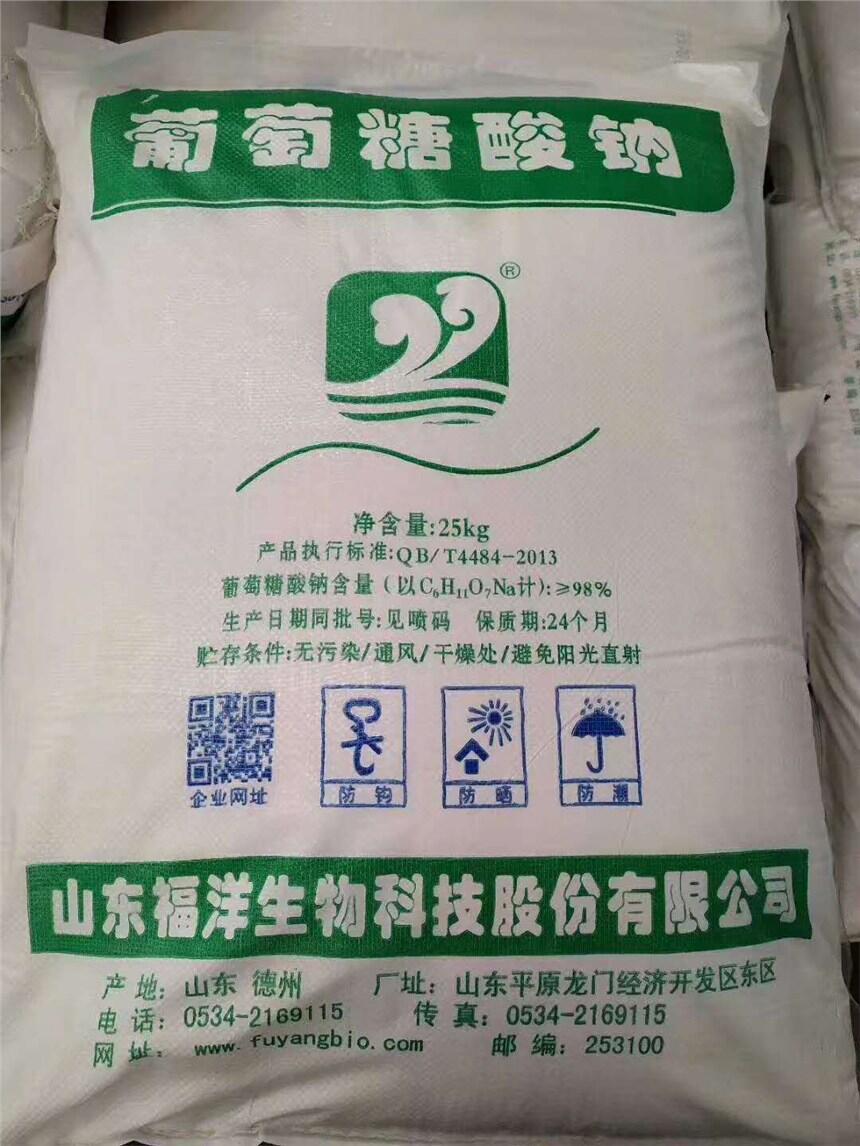 葡萄糖酸钠
®
净含量:25kg
产品执行标准:QB/T4484-2013
葡萄糖酸钠含量（以C₆H₁₁O₇Na计）:≥98%
生产日期同批号:见喷码 保质期:24个月
贮存条件:无污染/通风/干燥处/避免阳光直射
企业网址 防钩 防晒 防潮
山东福洋生物科技股份有限公司
产地: 山东 德州 厂址: 山东平原龙门经济开发区东区
电话: 0534-2169115 传真: 0534-2169115
网址: www.fuyangbio.com 邮编: 253100